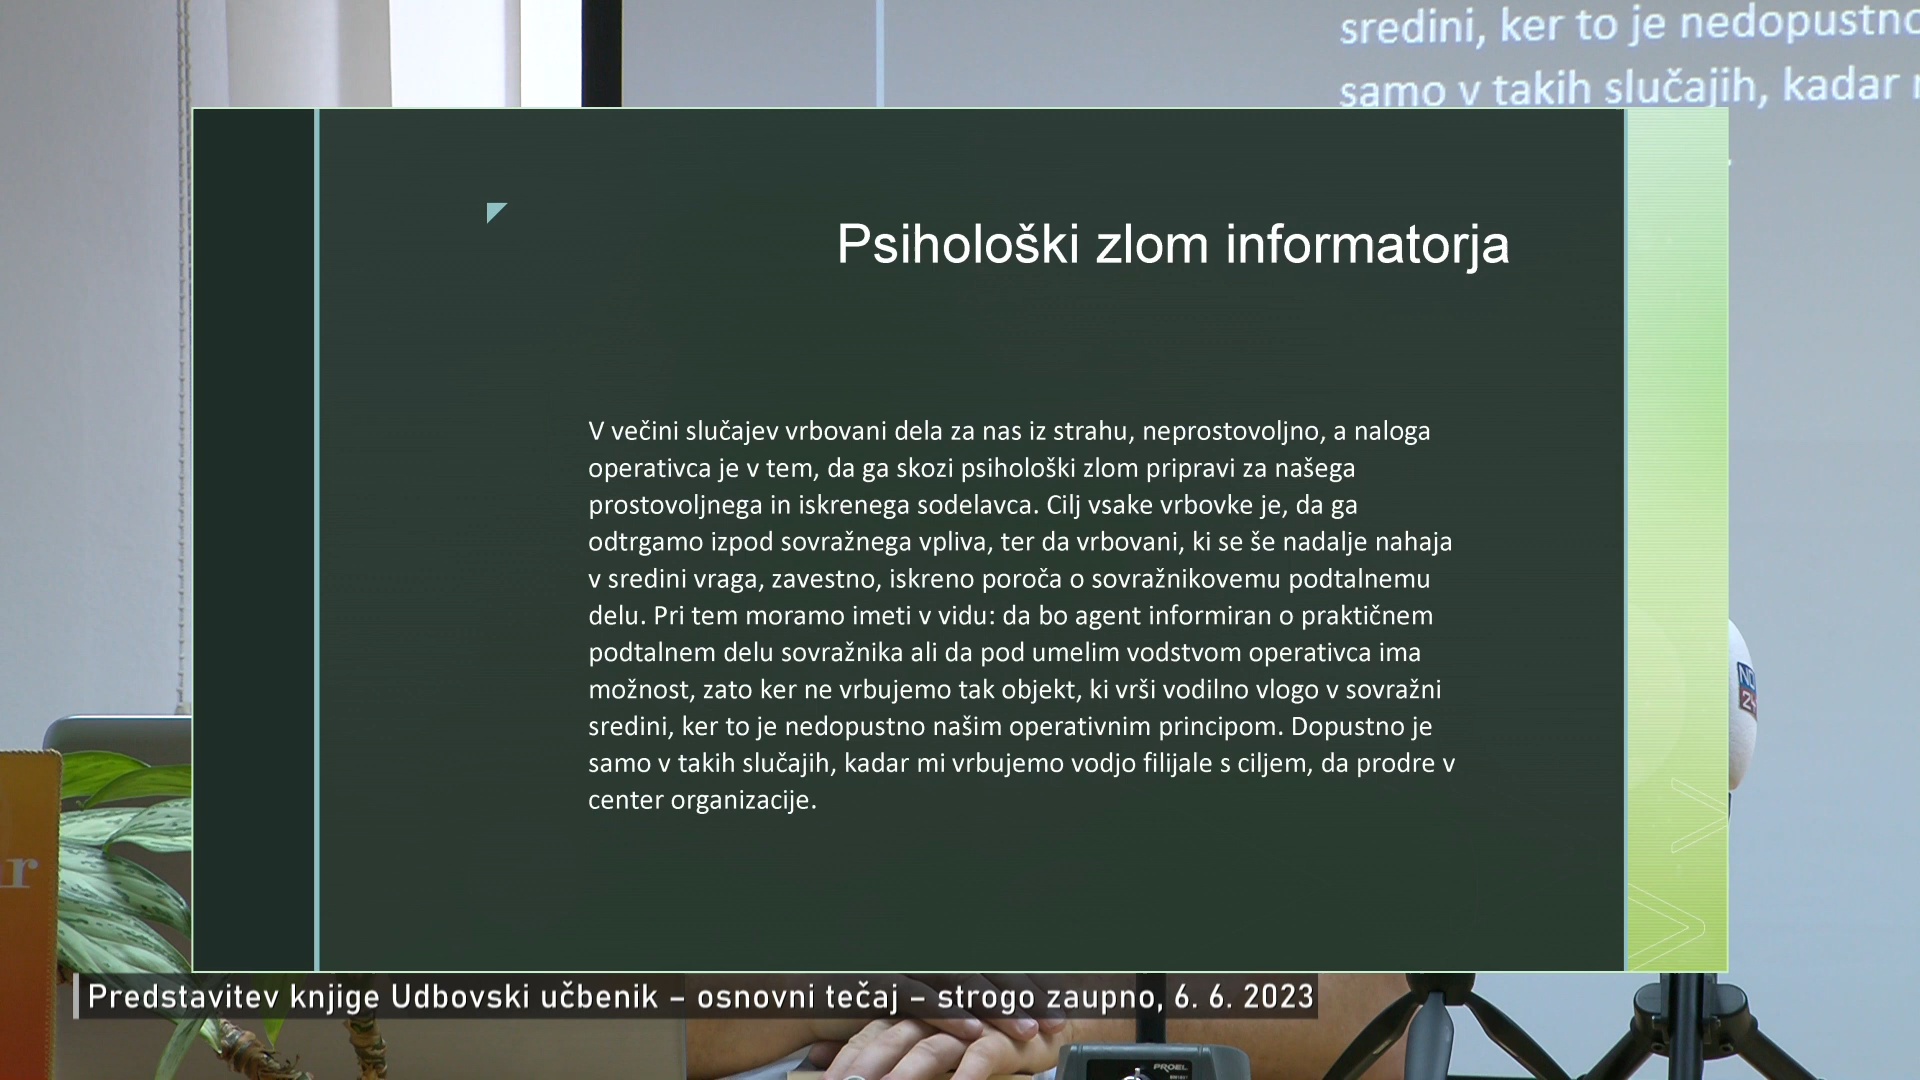 sredini, ker to je nedopustno
samo v takih slučajih, kadar
Psihološki zlom informatorja
V večini slučajev vrbovani dela za nas iz strahu, neprostovoljno, a naloga
operativca je v tem, da ga skozi psihološki zlom pripravi za našega
prostovoljnega in iskrenega sodelavca. Cilj vsake vrbovke je, da ga
odtrgamo izpod sovražnega vpliva, ter da vrbovani, ki se še nadalje nahaja
v sredini vraga, zavestno, iskreno poroča o sovražnikovemu podtalnemu
delu. Pri tem moramo imeti v vidu: da bo agent informiran o praktičnem
podtalnem delu sovražnika ali da pod umelim vodstvom operativca ima
možnost, zato ker ne vrbujemo tak objekt, ki vrši vodilno vlogo v sovražni
sredini, ker to je nedopustno našim operativnim principom. Dopustno je
samo v takih slučajih, kadar mi vrbujemo vodjo filijale s ciljem, da prodre v
center organizacije.
Predstavitev knjige Udbovski učbenik – osnovni tečaj – strogo zaupno, 6. 6. 2023
PROEL